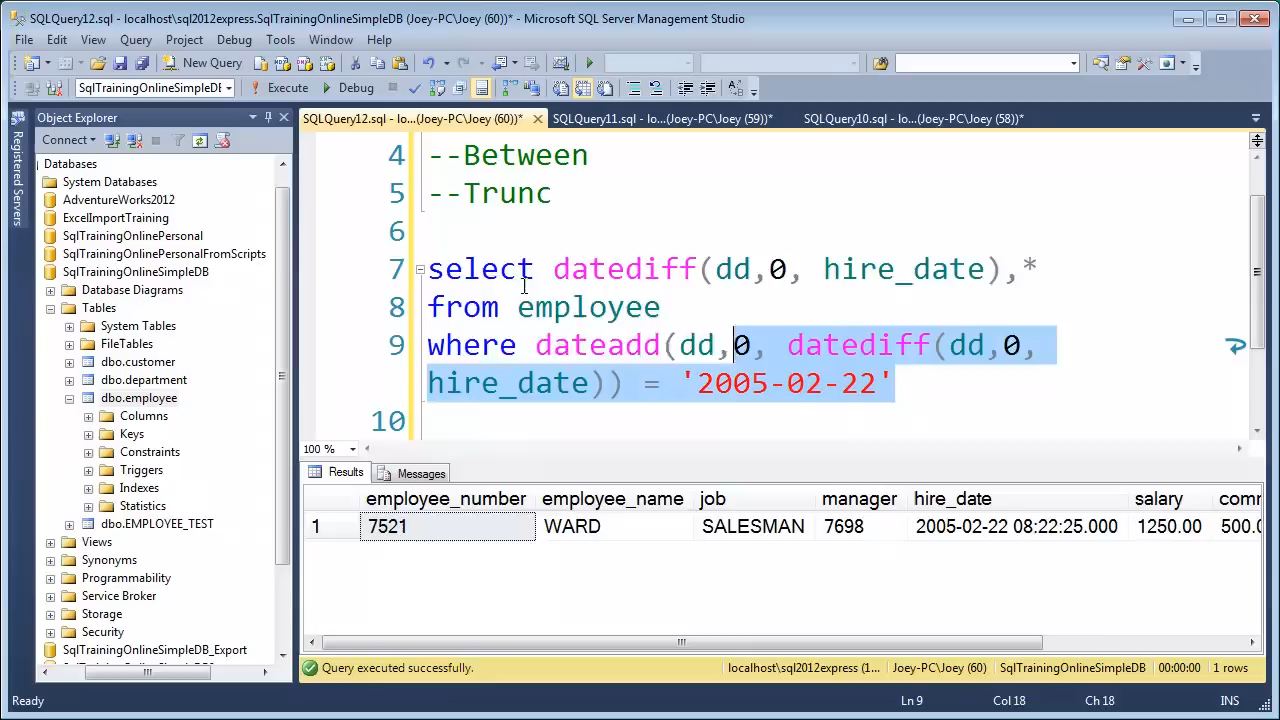 SQLQuery12.sql - localhost\sql2012express.SqlTrainingOnlineSimpleDB (Joey-PC\Joey (60))* - Microsoft SQL Server Management Studio
File Edit View Query Project Debug Tools Window Help
New Query
SqlTrainingOnlineSimpleDE Execute Debug
Registered Servers
Object Explorer
Connect
Databases
System Databases
AdventureWorks2012
ExcelImportTraining
SqlTrainingOnlinePersonal
SqlTrainingOnlinePersonalFromScripts
SqlTrainingOnlineSimpleDB
Database Diagrams
Tables
System Tables
FileTables
dbo.customer
dbo.department
dbo.employee
Columns
Keys
Constraints
Triggers
Indexes
Statistics
dbo.EMPLOYEE_TEST
Views
Synonyms
Programmability
Service Broker
Storage
Security
SqlTrainingOnlineSimpleDB_Export
SQLQuery12.sql - lo...(Joey-PC\Joey (60))* SQLQuery11.sql - lo...(Joey-PC\Joey (59))* SQLQuery10.sql - lo...(Joey-PC\Joey (58))*
4 --Between
5 --Trunc
6
7 select datediff(dd,0, hire_date),*
8 from employee
9 where dateadd(dd,0, datediff(dd,0,
hire_date)) = '2005-02-22'
10
100 %
Results Messages
employee_number employee_name job manager hire_date salary comm
1 7521 WARD SALESMAN 7698 2005-02-22 08:22:25.000 1250.00 500.0
Query executed successfully. localhost\sql2012express (1... Joey-PC\Joey (60) SqlTrainingOnlineSimpleDB 00:00:00 1 rows
Ready Ln 9 Col 18 Ch 18 INS